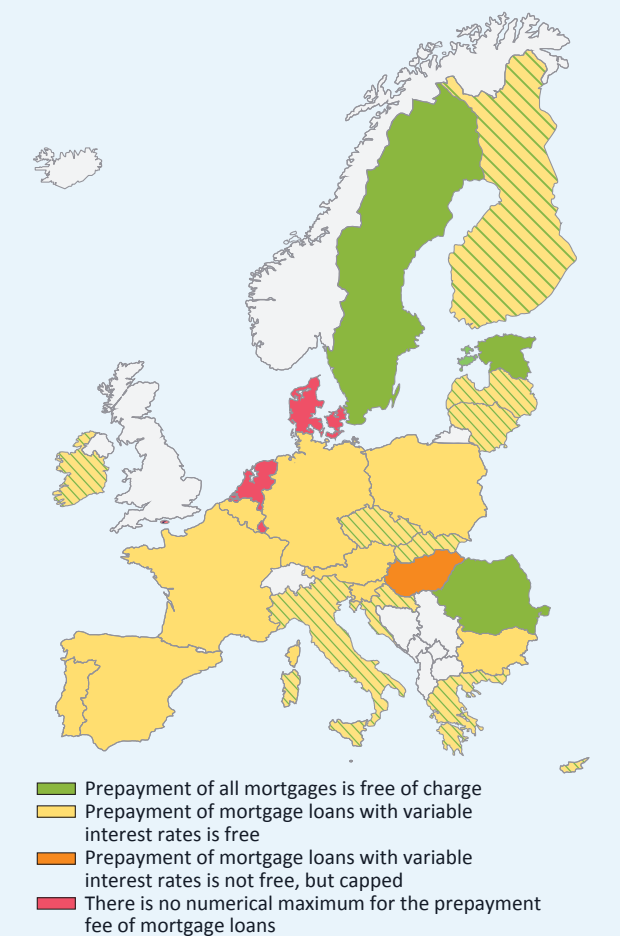 Prepayment of all mortgages is free of charge
Prepayment of mortgage loans with variable
interest rates is free
Prepayment of mortgage loans with variable
interest rates is not free, but capped
There is no numerical maximum for the prepayment
fee of mortgage loans